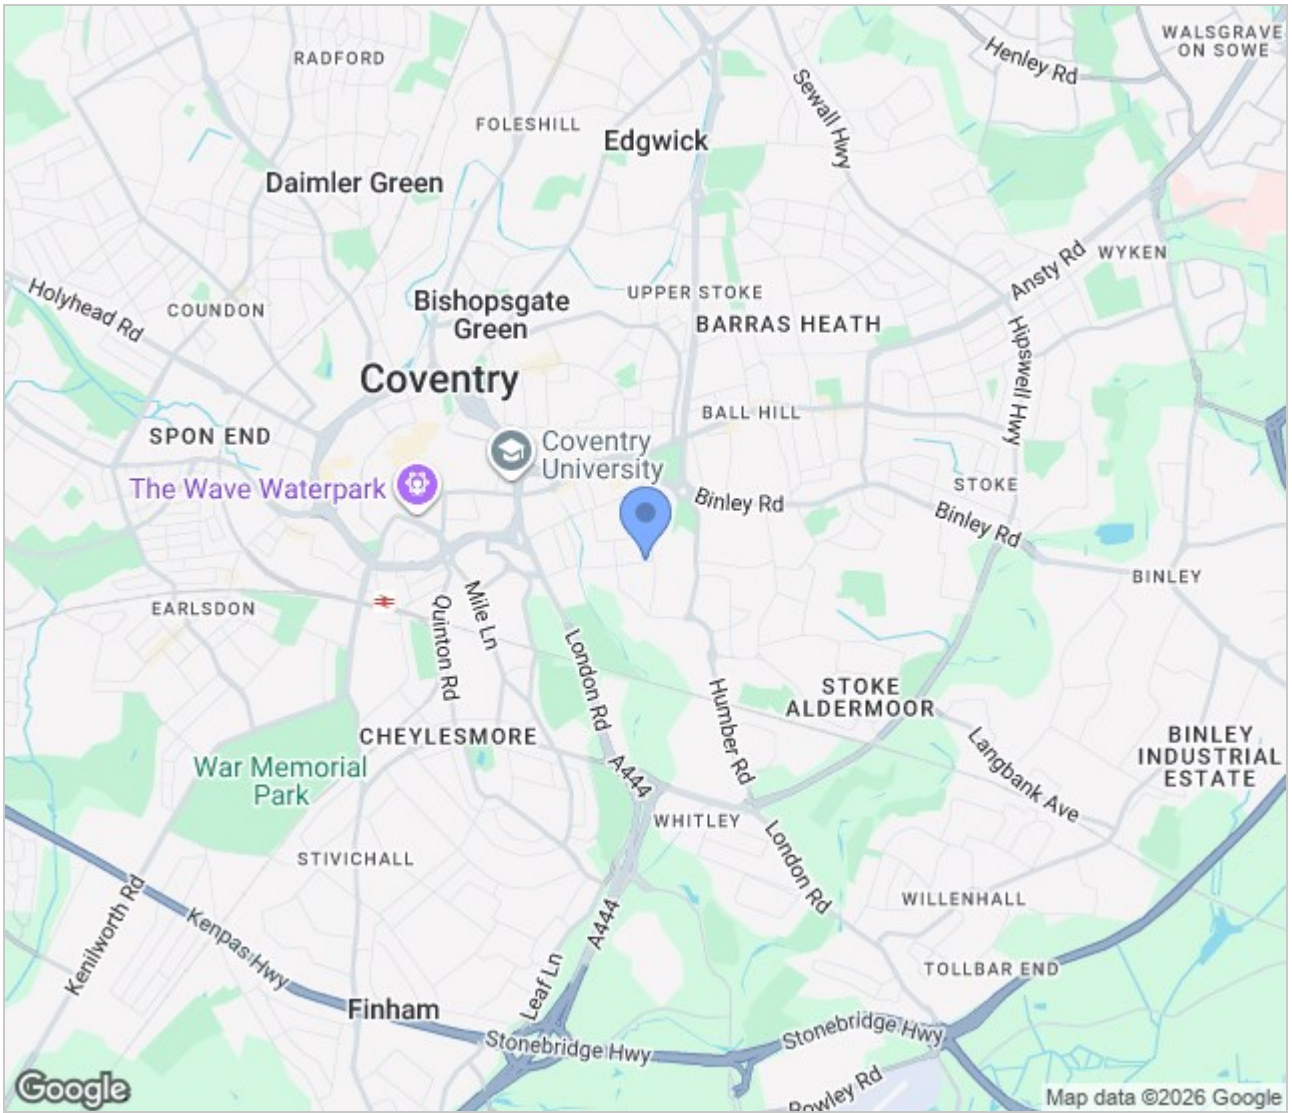 WALSGRAVE
ON SOWE
Henley Rd
RADFORD
Sewall Hwy
FOLESHILL
Edgwick
Daimler Green
WYKEN
Ansty Rd
Holyhead Rd
COUNDON
Bishopsgate
Green
UPPER STOKE
BARRAS HEATH
Hipswell Hwy
Coventry
BALL HILL
SPON END
Coventry
University
The Wave Waterpark
Binley Rd
STOKE
Binley Rd
BINLEY
EARLSDON
Mile Ln
Quinton Rd
London Rd
Humber Rd
STOKE
ALDERMOOR
CHEYLESMORE
Langbank Ave
BINLEY
INDUSTRIAL
ESTATE
War Memorial
Park
A444
WHITLEY
London Rd
STIVICHALL
WILLENHALL
Kenilworth Rd
Kenpas Hwy
A444
TOLLBAR END
Leaf Ln
Finham
Stonebridge Hwy
Stonebridge Hwy
Rowley Rd
Google
Map data ©2026 Google